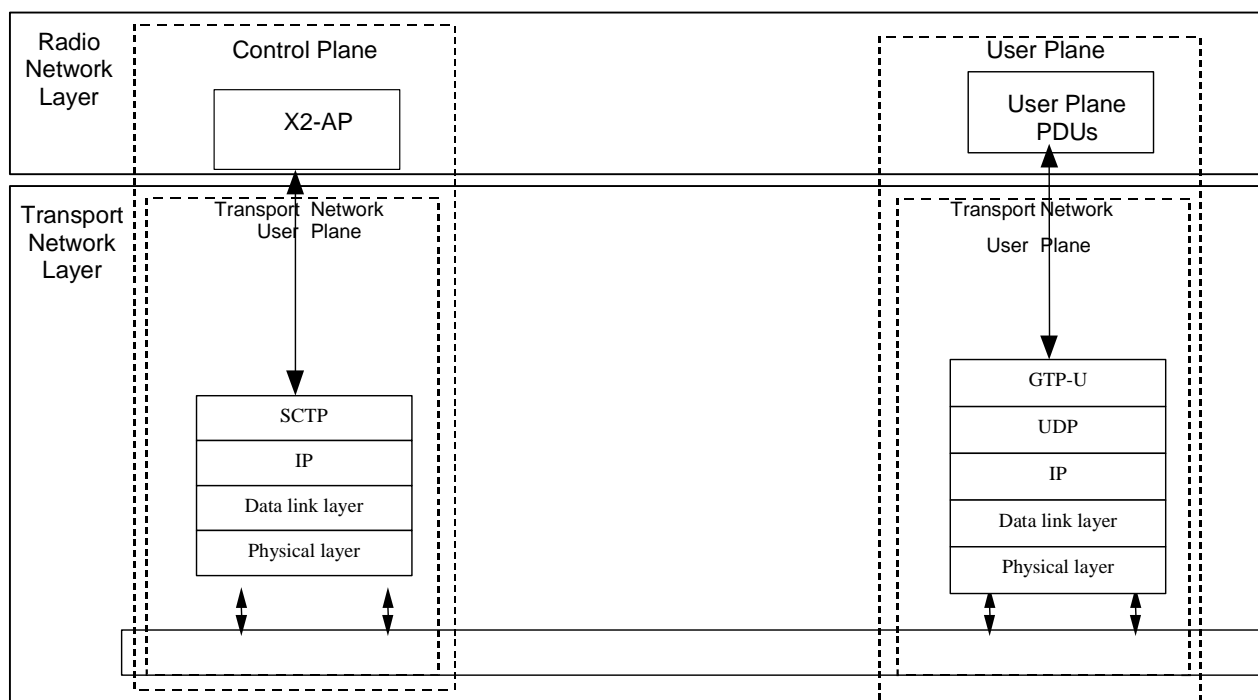 Radio
Network
Layer
Control Plane
X2-AP
User Plane
User Plane
PDUs
Transport
Network
Layer
Transport Network
User Plane
SCTP
IP
Data link layer
Physical layer
Transport Network
User Plane
GTP-U
UDP
IP
Data link layer
Physical layer